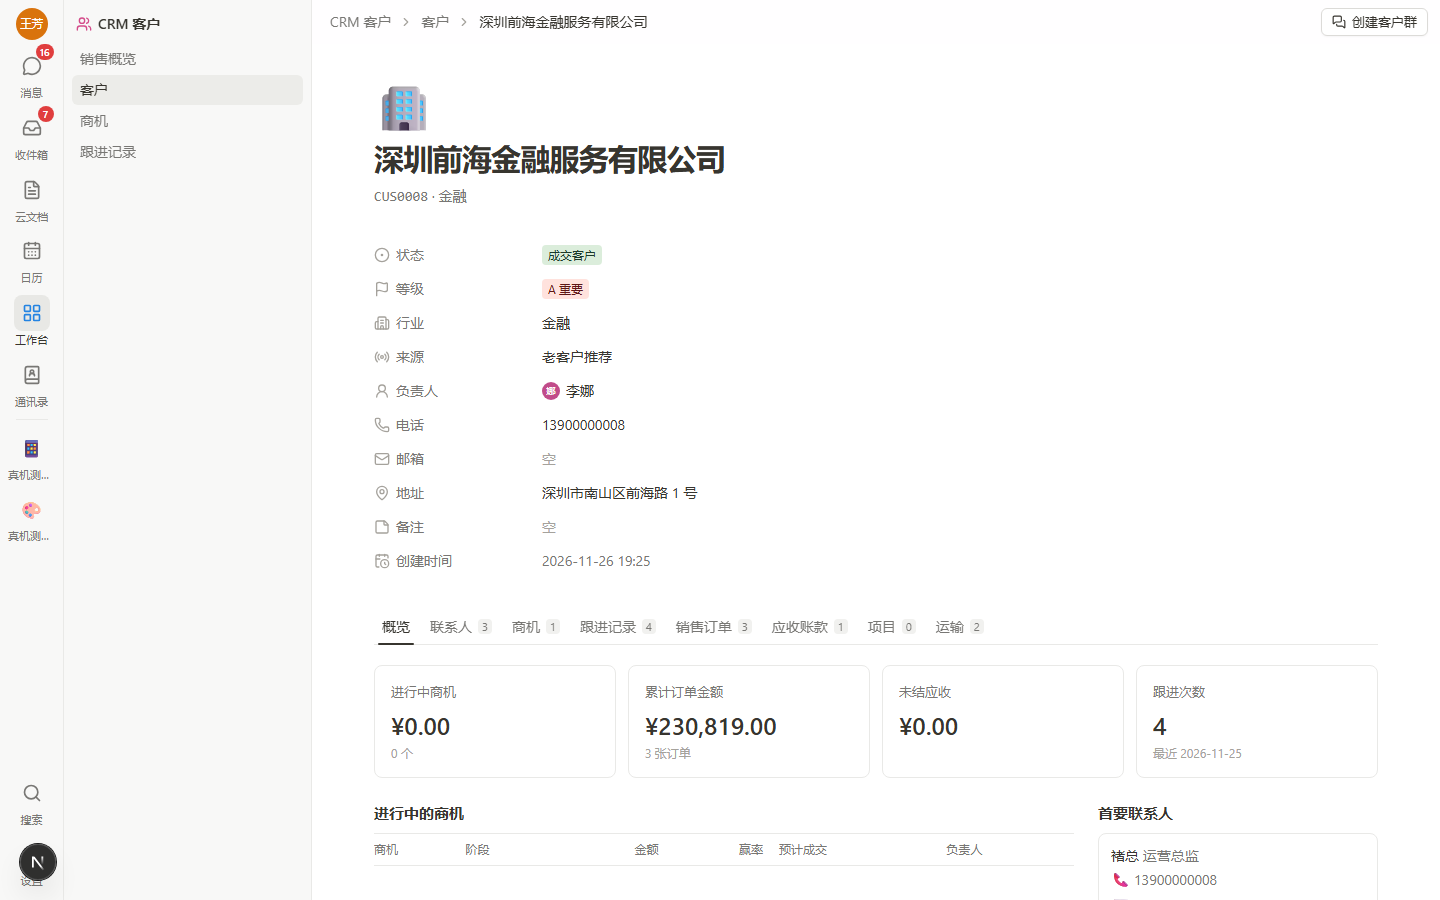 王芳
16
消息
7
收件箱
云文档
日历
工作台
通讯录
真机测...
真机测...
搜索
N
CRM 客户
销售概览
客户
商机
跟进记录
CRM 客户 > 客户 > 深圳前海金融服务有限公司
创建客户群
深圳前海金融服务有限公司
CUS0008 · 金融
状态 成交客户
等级 A 重要
行业 金融
来源 老客户推荐
负责人 娜 李娜
电话 13900000008
邮箱 空
地址 深圳市南山区前海路 1 号
备注 空
创建时间 2026-11-26 19:25
概览 联系人 3 商机 1 跟进记录 4 销售订单 3 应收账款 1 项目 0 运输 2
进行中商机
¥0.00
0 个
累计订单金额
¥230,819.00
3 张订单
未结应收
¥0.00
跟进次数
4
最近 2026-11-25
进行中的商机
商机 阶段 金额 赢率 预计成交 负责人
首要联系人
褚总 运营总监
13900000008